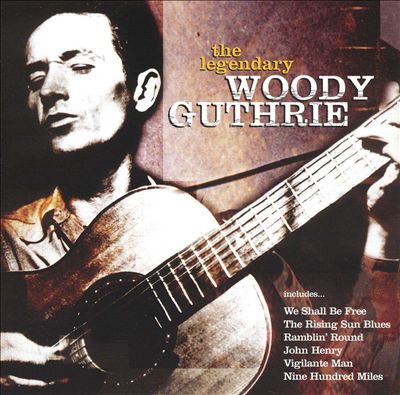 the
legendary
WOODY
GUTHRIE
includes...
We Shall Be Free
The Rising Sun Blues
Ramblin' Round
John Henry
Vigilante Man
Nine Hundred Miles